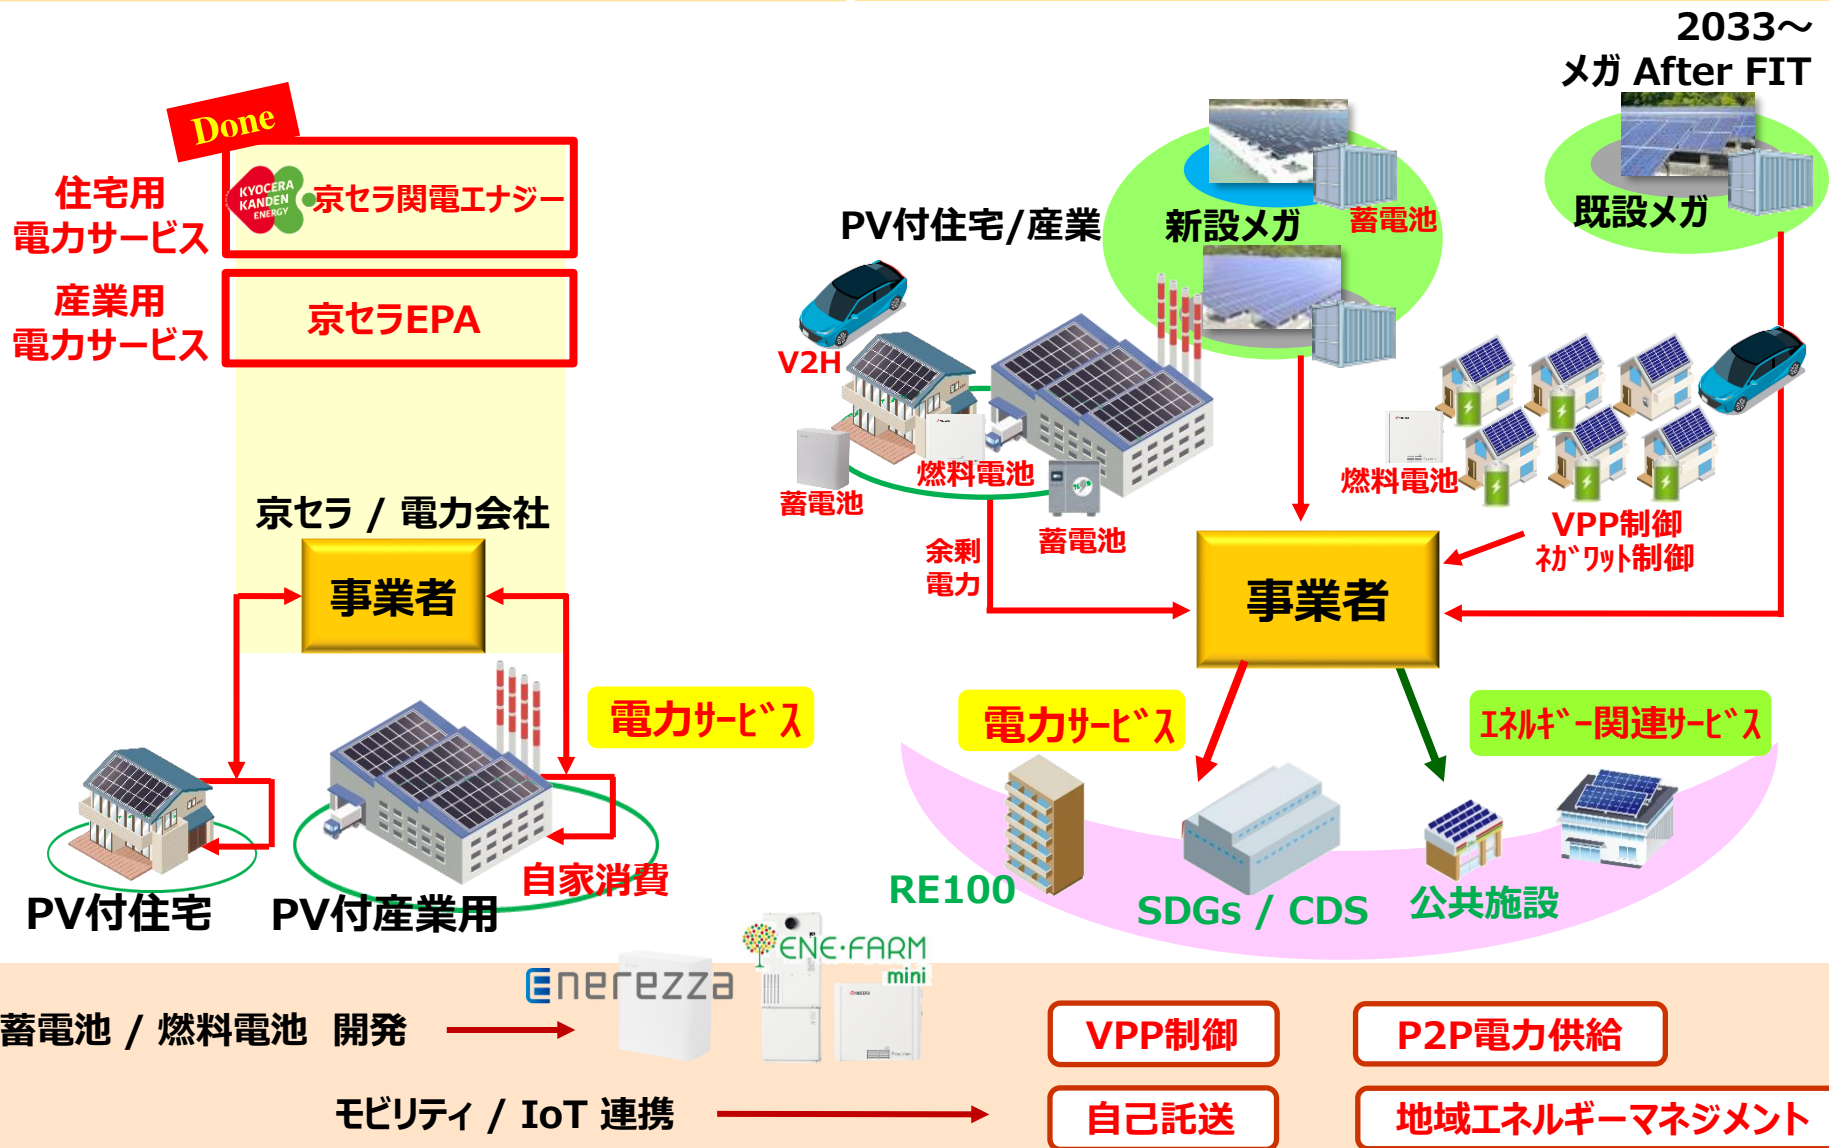 2033～
メガ After FIT
Done
住宅用
電力サービス
KYOCERA
KANDEN
ENERGY
京セラ関電エナジー
産業用
電力サービス
京セラEPA
京セラ / 電力会社
事業者
電力ｻｰﾋﾞｽ
自家消費
PV付住宅
PV付産業用
PV付住宅/産業
新設メガ
蓄電池
既設メガ
V2H
燃料電池
蓄電池
蓄電池
余剰
電力
燃料電池
VPP制御
ﾈｶﾞﾜｯﾄ制御
事業者
電力ｻｰﾋﾞｽ
ｴﾈﾙｷﾞｰ関連ｻｰﾋﾞｽ
RE100
SDGs / CDS
公共施設
蓄電池 / 燃料電池 開発
Enerezza
ENE・FARM
mini
KYOCERA
VPP制御
P2P電力供給
モビリティ / IoT 連携
自己託送
地域エネルギーマネジメント